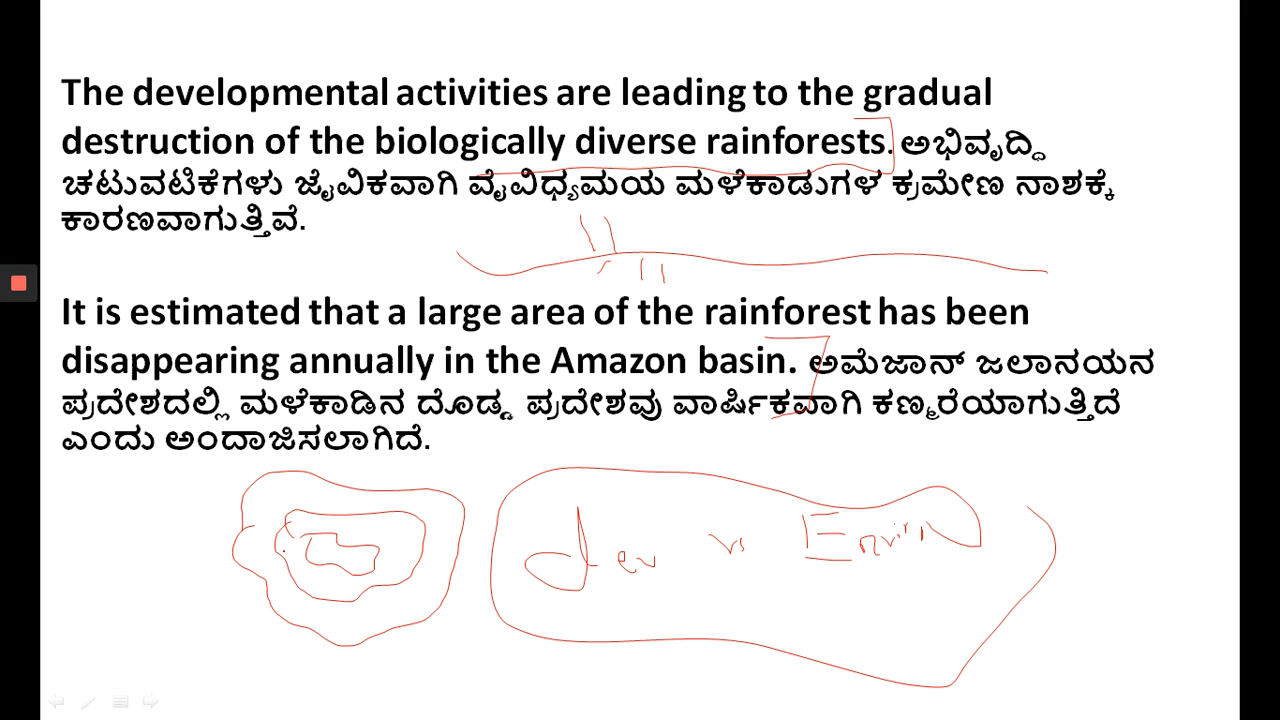 The developmental activities are leading to the gradual
destruction of the biologically diverse rainforests. ಅಭಿವೃದ್ಧಿ
ಚಟುವಟಿಕೆಗಳು ಜೈವಿಕವಾಗಿ ವೈವಿಧ್ಯಮಯ ಮಳೆಕಾಡುಗಳ ಕ್ರಮೇಣ ನಾಶಕ್ಕೆ
ಕಾರಣವಾಗುತ್ತಿವೆ.
It is estimated that a large area of the rainforest has been
disappearing annually in the Amazon basin. ಅಮೆಜಾನ್ ಜಲಾನಯನ
ಪ್ರದೇಶದಲ್ಲಿ ಮಳೆಕಾಡಿನ ದೊಡ್ಡ ಪ್ರದೇಶವು ವಾರ್ಷಿಕವಾಗಿ ಕಣ್ಮರೆಯಾಗುತ್ತಿದೆ
ಎಂದು ಅಂದಾಜಿಸಲಾಗಿದೆ.
dev vs